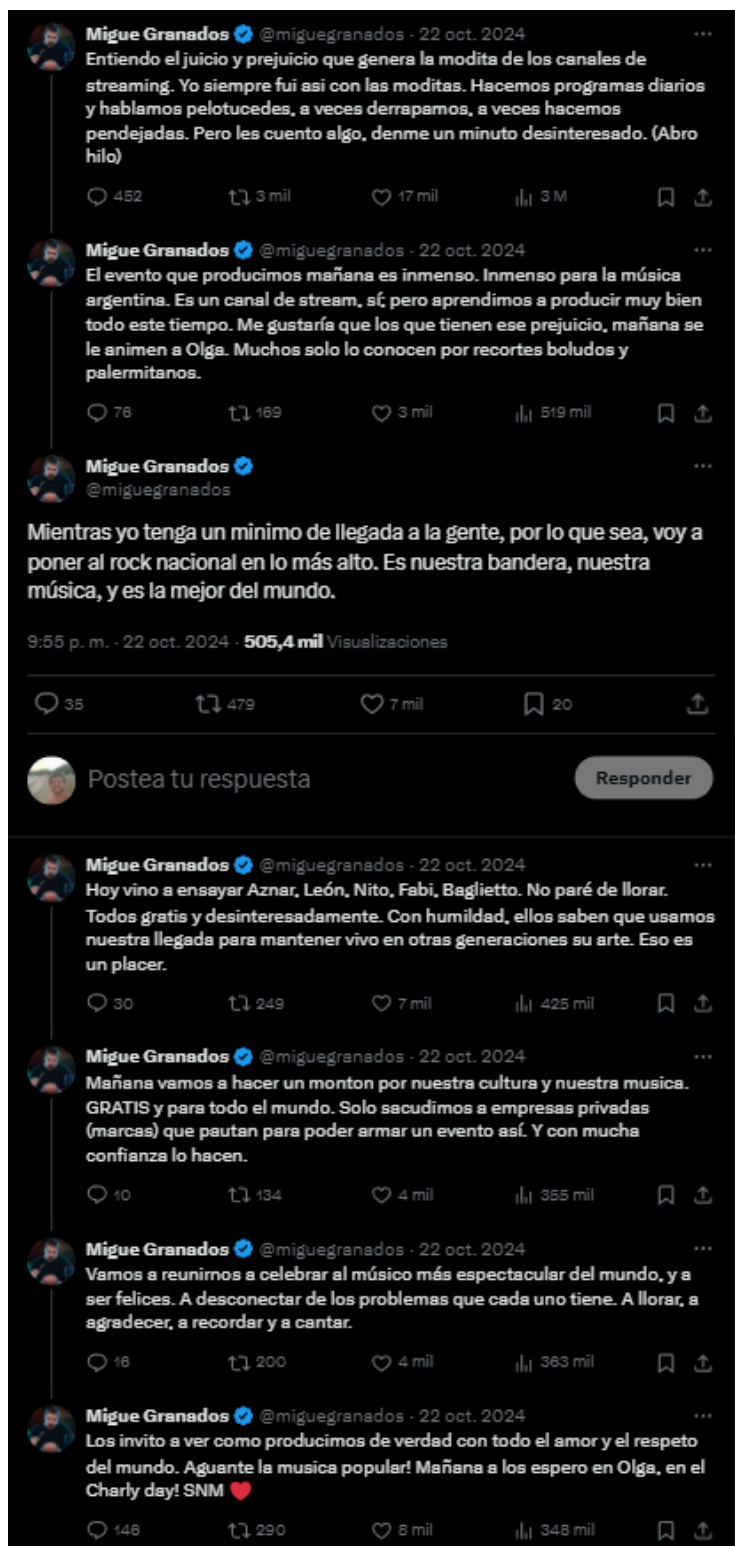 Migue Granados @miguegranados · 22 oct. 2024
Entiendo el juicio y prejuicio que genera la modita de los canales de
streaming. Yo siempre fui asi con las moditas. Hacemos programas diarios
y hablamos pelotucedes, a veces derrapamos, a veces hacemos
pendejadas. Pero les cuento algo, denme un minuto desinteresado. (Abro
hilo)
452 3 mil 17 mil 3 M
Migue Granados @miguegranados · 22 oct. 2024
El evento que producimos mañana es inmenso. Inmenso para la música
argentina. Es un canal de stream, sí, pero aprendimos a producir muy bien
todo este tiempo. Me gustaría que los que tienen ese prejuicio, mañana se
le animen a Olga. Muchos solo lo conocen por recortes boludos y
palermitanos.
76 169 3 mil 519 mil
Migue Granados
@miguegranados
Mientras yo tenga un minimo de llegada a la gente, por lo que sea, voy a
poner al rock nacional en lo más alto. Es nuestra bandera, nuestra
música, y es la mejor del mundo.
9:55 p. m. · 22 oct. 2024 · 505,4 mil Visualizaciones
35 479 7 mil 20
Postea tu respuesta Responder
Migue Granados @miguegranados · 22 oct. 2024
Hoy vino a ensayar Aznar, León, Nito, Fabi, Baglietto. No paré de llorar.
Todos gratis y desinteresadamente. Con humildad, ellos saben que usamos
nuestra llegada para mantener vivo en otras generaciones su arte. Eso es
un placer.
30 249 7 mil 425 mil
Migue Granados @miguegranados · 22 oct. 2024
Mañana vamos a hacer un monton por nuestra cultura y nuestra musica.
GRATIS y para todo el mundo. Solo sacudimos a empresas privadas
(marcas) que pautan para poder armar un evento así. Y con mucha
confianza lo hacen.
10 134 4 mil 355 mil
Migue Granados @miguegranados · 22 oct. 2024
Vamos a reunirnos a celebrar al músico más espectacular del mundo, y a
ser felices. A desconectar de los problemas que cada uno tiene. A llorar, a
agradecer, a recordar y a cantar.
16 200 4 mil 363 mil
Migue Granados @miguegranados · 22 oct. 2024
Los invito a ver como producimos de verdad con todo el amor y el respeto
del mundo. Aguante la musica popular! Mañana a los espero en Olga, en el
Charly day! SNM ❤️
146 290 8 mil 348 mil